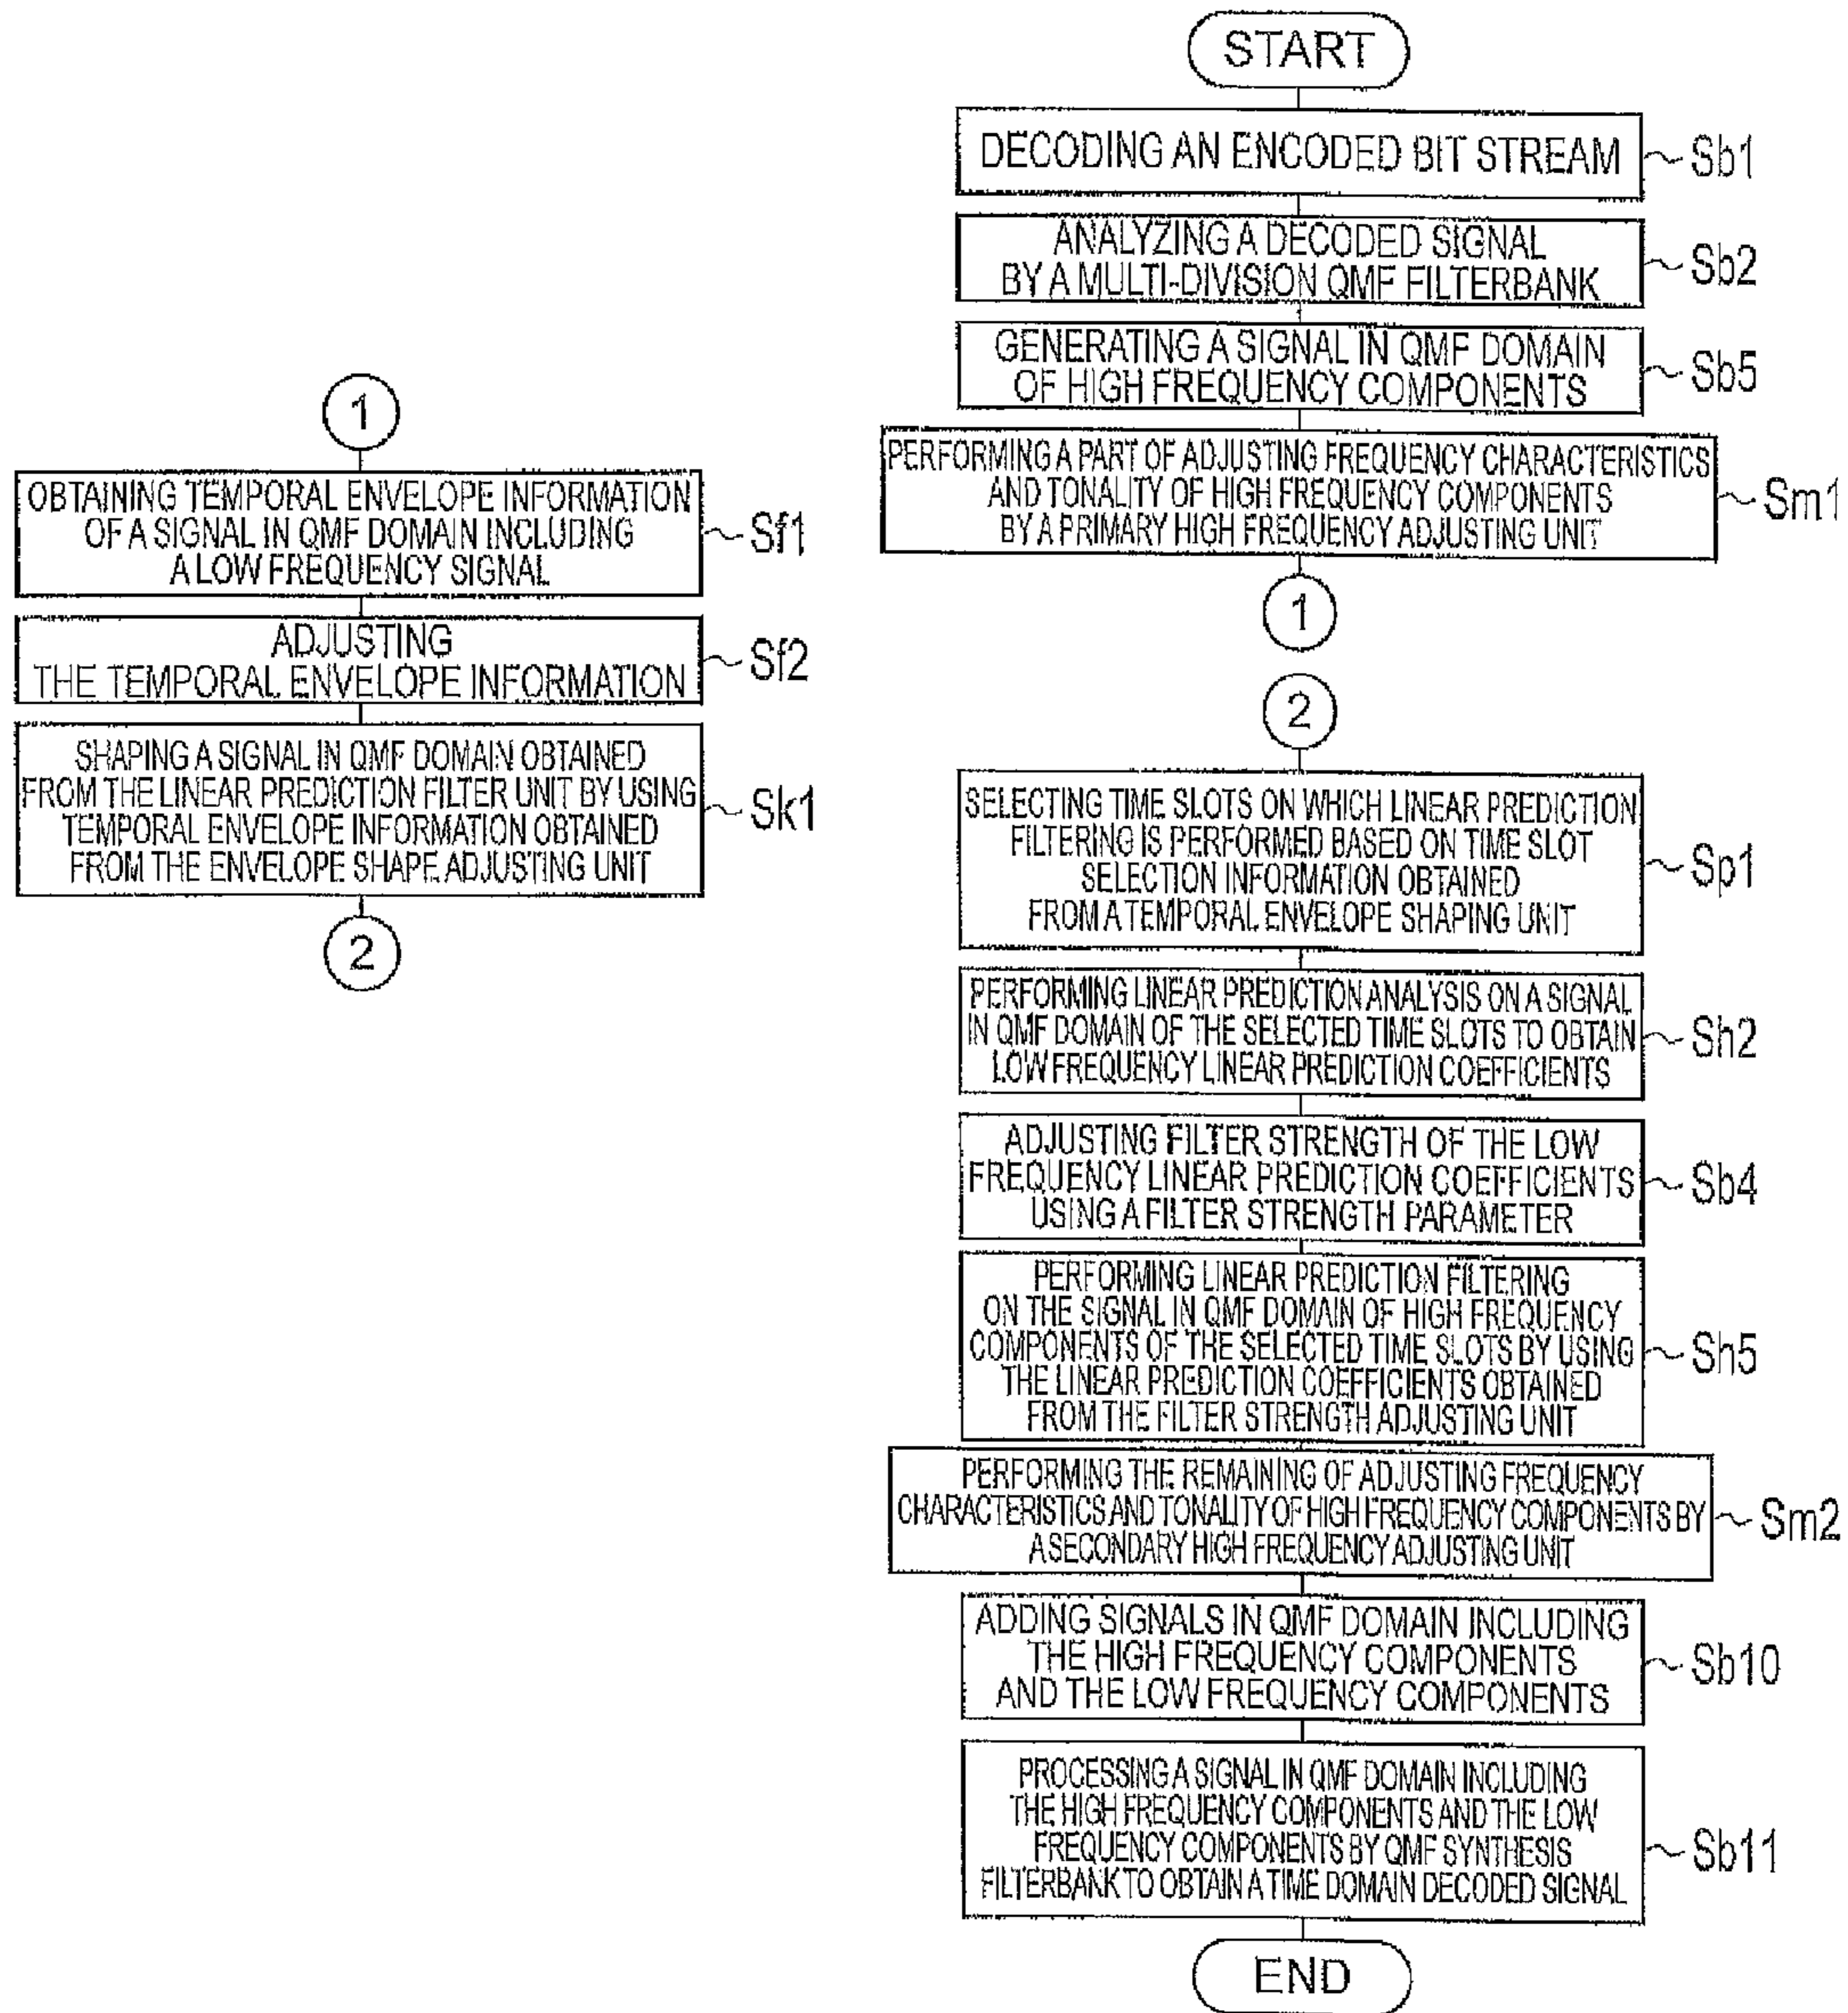 START
DECODING AN ENCODED BIT STREAM
Sb1
ANALYZING A DECODED SIGNAL
BY A MULTI-DIVISION QMF FILTERBANK
Sb2
GENERATING A SIGNAL IN QMF DOMAIN
OF HIGH FREQUENCY COMPONENTS
Sb5
PERFORMING A PART OF ADJUSTING FREQUENCY CHARACTERISTICS
AND TONALITY OF HIGH FREQUENCY COMPONENTS
BY A PRIMARY HIGH FREQUENCY ADJUSTING UNIT
Sm1
1
1
OBTAINING TEMPORAL ENVELOPE INFORMATION
OF A SIGNAL IN QMF DOMAIN INCLUDING
A LOW FREQUENCY SIGNAL
Sf1
ADJUSTING
THE TEMPORAL ENVELOPE INFORMATION
Sf2
SHAPING A SIGNAL IN QMF DOMAIN OBTAINED
FROM THE LINEAR PREDICTION FILTER UNIT BY USING
TEMPORAL ENVELOPE INFORMATION OBTAINED
FROM THE ENVELOPE SHAPE ADJUSTING UNIT
Sk1
2
2
SELECTING TIME SLOTS ON WHICH LINEAR PREDICTION
FILTERING IS PERFORMED BASED ON TIME SLOT
SELECTION INFORMATION OBTAINED
FROM A TEMPORAL ENVELOPE SHAPING UNIT
Sp1
PERFORMING LINEAR PREDICTION ANALYSIS ON A SIGNAL
IN QMF DOMAIN OF THE SELECTED TIME SLOTS TO OBTAIN
LOW FREQUENCY LINEAR PREDICTION COEFFICIENTS
Sh2
ADJUSTING FILTER STRENGTH OF THE LOW
FREQUENCY LINEAR PREDICTION COEFFICIENTS
USING A FILTER STRENGTH PARAMETER
Sb4
PERFORMING LINEAR PREDICTION FILTERING
ON THE SIGNAL IN QMF DOMAIN OF HIGH FREQUENCY
COMPONENTS OF THE SELECTED TIME SLOTS BY USING
THE LINEAR PREDICTION COEFFICIENTS OBTAINED
FROM THE FILTER STRENGTH ADJUSTING UNIT
Sh5
PERFORMING THE REMAINING OF ADJUSTING FREQUENCY
CHARACTERISTICS AND TONALITY OF HIGH FREQUENCY COMPONENTS BY
A SECONDARY HIGH FREQUENCY ADJUSTING UNIT
Sm2
ADDING SIGNALS IN QMF DOMAIN INCLUDING
THE HIGH FREQUENCY COMPONENTS
AND THE LOW FREQUENCY COMPONENTS
Sb10
PROCESSING A SIGNAL IN QMF DOMAIN INCLUDING
THE HIGH FREQUENCY COMPONENTS AND THE LOW
FREQUENCY COMPONENTS BY QMF SYNTHESIS
FILTERBANK TO OBTAIN A TIME DOMAIN DECODED SIGNAL
Sb11
END